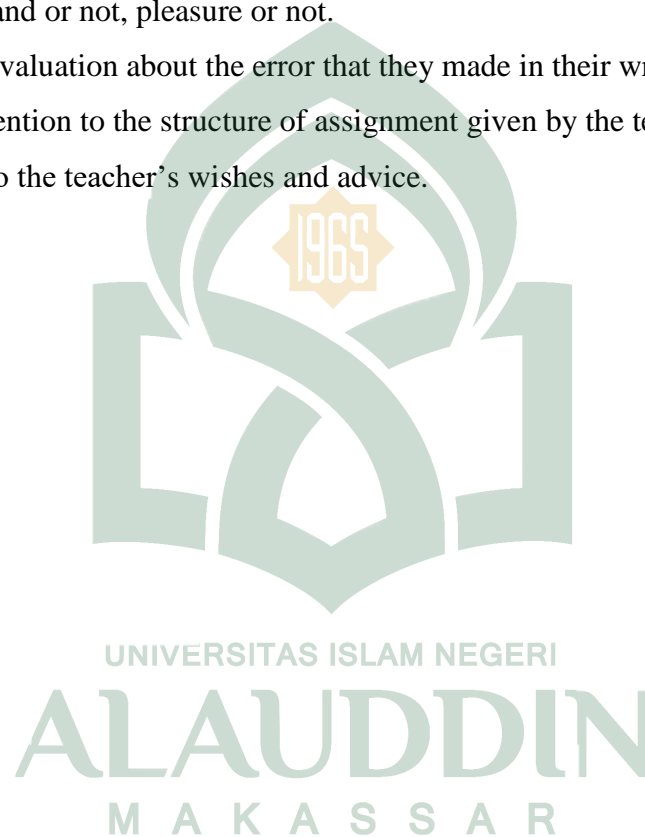 and or not, pleasure or not.
valuation about the error that they made in their wr
ention to the structure of assignment given by the te
o the teacher's wishes and advice.
1965
UNIVERSITAS ISLAM NEGERI
ALAUDDIN
MAKASSAR